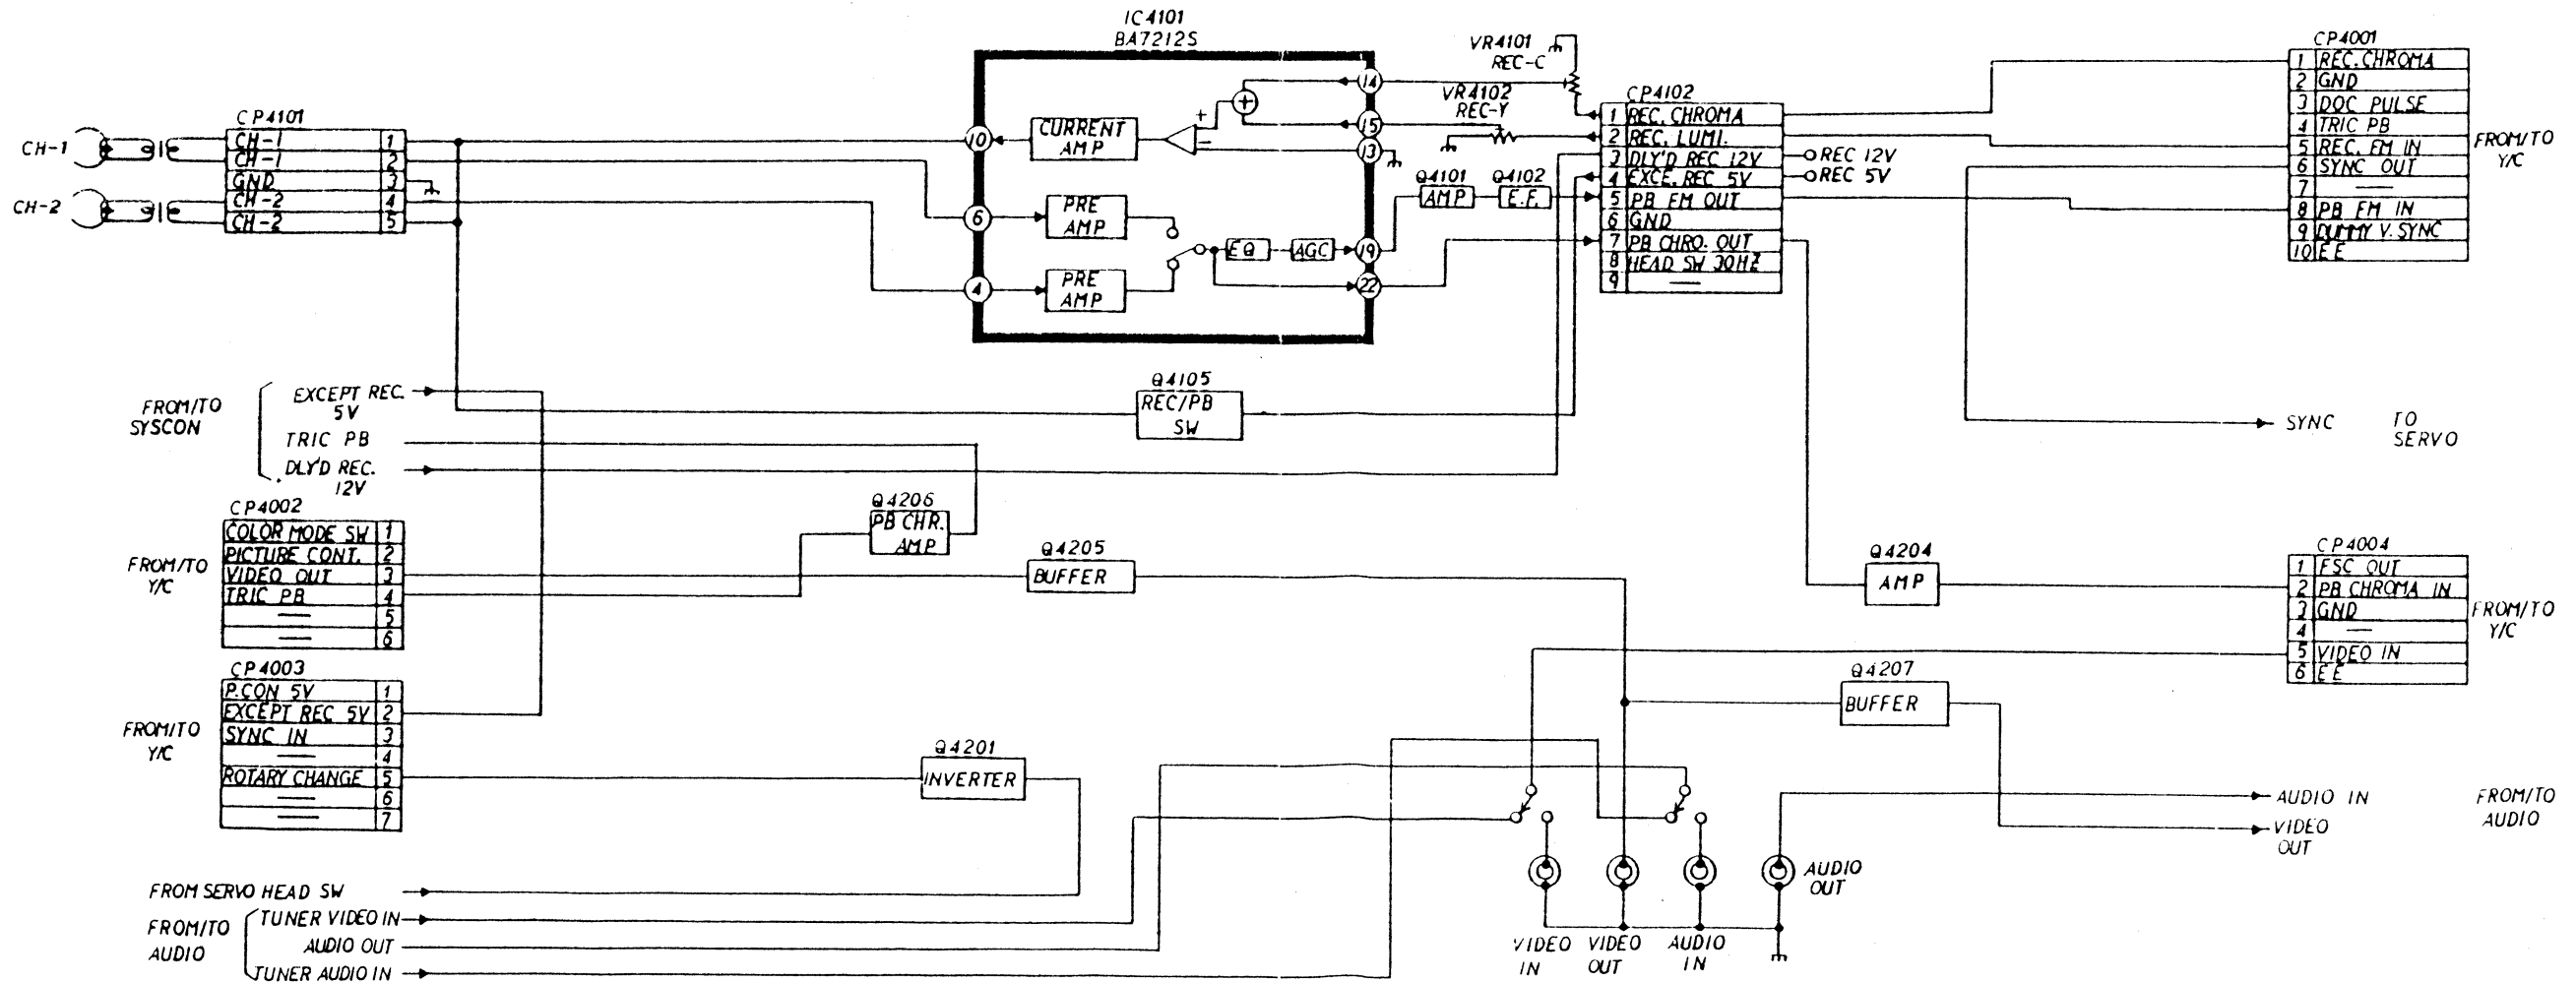 IC4101
BA7212S
CP4101
CH-1
CH-1 1
CH-1 2
GND 3
CH-2
CH-2 4
CH-2 5
10
6
4
CURRENT
AMP
+
−
+
PRE
AMP
PRE
AMP
EQ
AGC
14
15
13
19
22
VR4101
REC-C
VR4102
REC-Y
Q4101
AMP
Q4102
E.F.
CP4102
1 REC. CHROMA
2 REC. LUMI.
3 DLY'D REC 12V
4 EXCE. REC 5V
5 PB FM OUT
6 GND
7 PB CHRO. OUT
8 HEAD SW 30HZ
9 —
REC 12V
REC 5V
CP4001
1 REC. CHROMA
2 GND
3 DOC PULSE
4 TRIC PB
5 REC. FM IN
6 SYNC OUT
7 —
8 PB FM IN
9 DUMMY V. SYNC
10 EE
FROM/TO
Y/C
FROM/TO
SYSCON
EXCEPT REC.
5V
TRIC PB
DLY'D REC.
12V
Q4105
REC/PB
SW
SYNC
TO
SERVO
CP4002
COLOR MODE SW 1
PICTURE CONT. 2
VIDEO OUT 3
TRIC PB 4
— 5
— 6
FROM/TO
Y/C
Q4206
PB CHR.
AMP
Q4205
BUFFER
Q4204
AMP
CP4004
1 FSC OUT
2 PB CHROMA IN
3 GND
4 —
5 VIDEO IN
6 EE
FROM/TO
Y/C
CP4003
P.CON 5V 1
EXCEPT REC 5V 2
SYNC IN 3
— 4
ROTARY CHANGE 5
— 6
— 7
FROM/TO
Y/C
Q4201
INVERTER
Q4207
BUFFER
AUDIO IN
VIDEO
OUT
FROM/TO
AUDIO
AUDIO
OUT
FROM SERVO HEAD SW
FROM/TO
AUDIO
TUNER VIDEO IN
AUDIO OUT
TUNER AUDIO IN
VIDEO
IN
VIDEO
OUT
AUDIO
IN